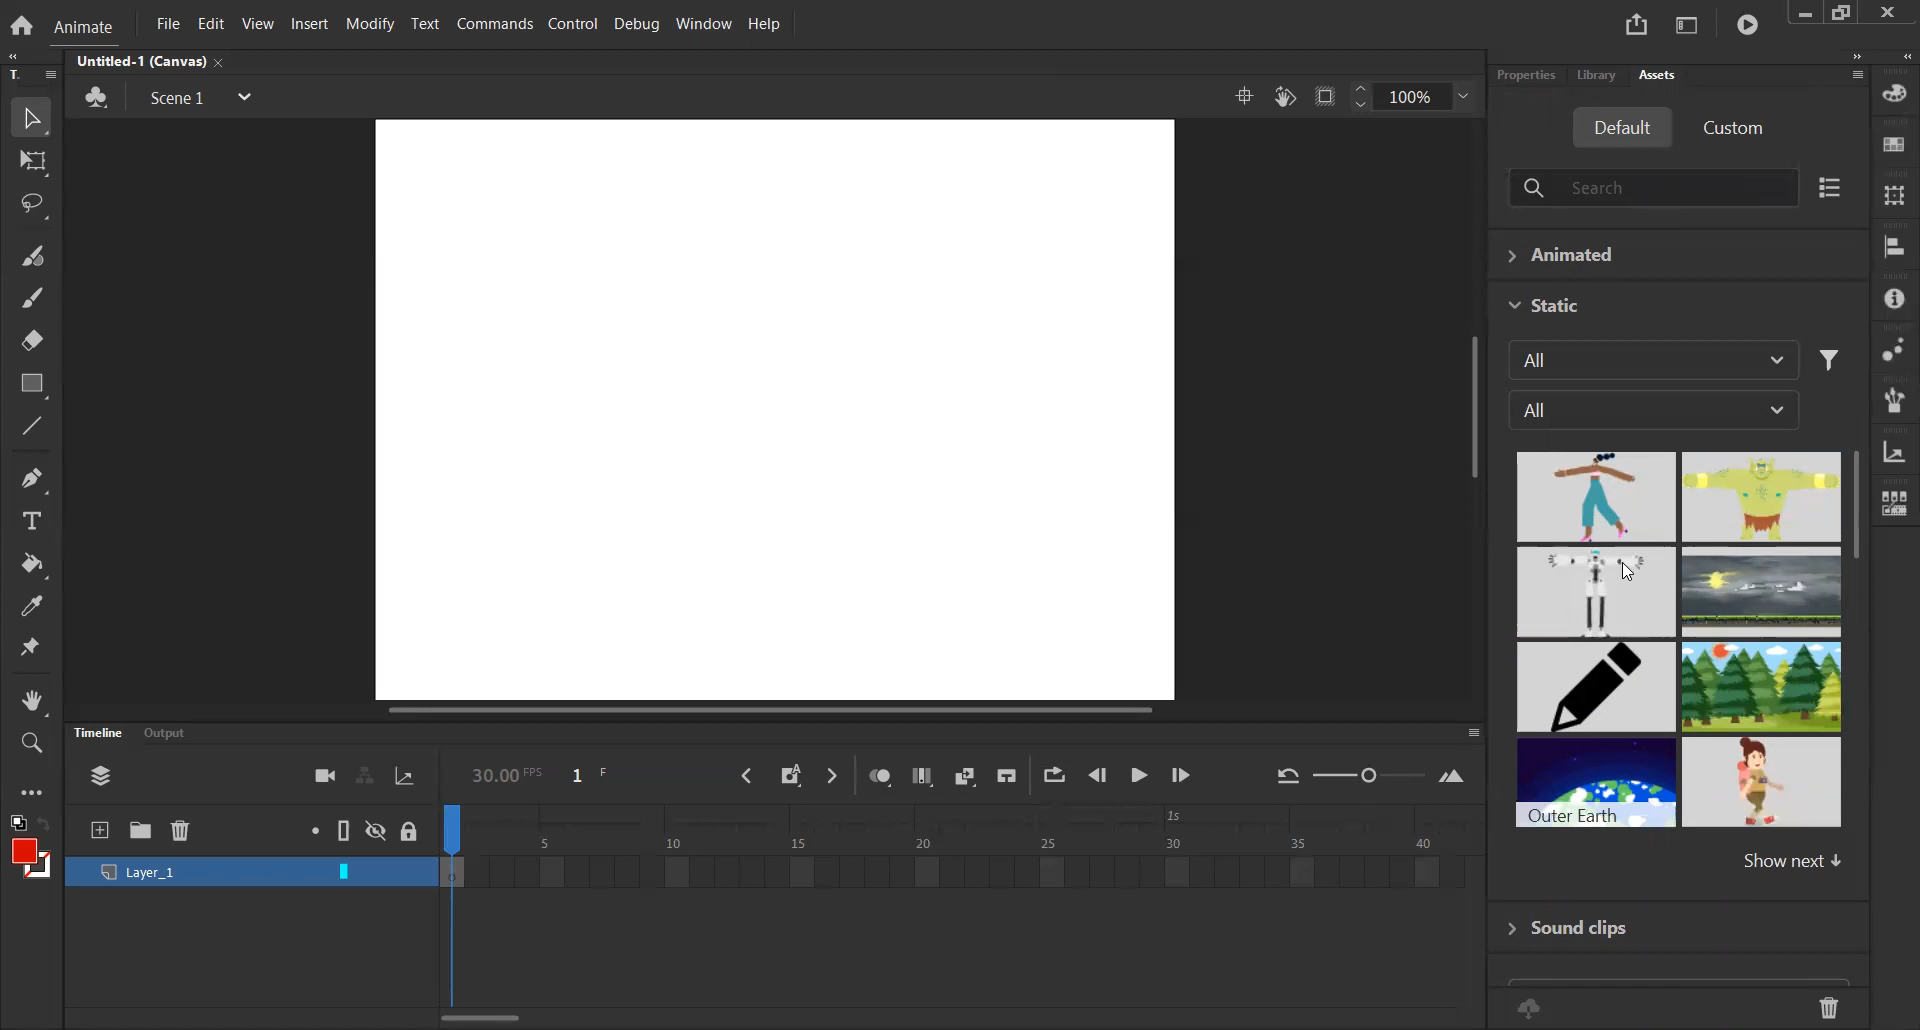 Animate File Edit View Insert Modify Text Commands Control Debug Window Help
Untitled-1 (Canvas) ×
T.
Scene 1
100%
Properties Library Assets
Default Custom
Search
Animated
Static
All
All
Outer Earth
Show next
Sound clips
Timeline Output
30.00 FPS 1 F
1s
5 10 15 20 25 30 35 40
Layer_1